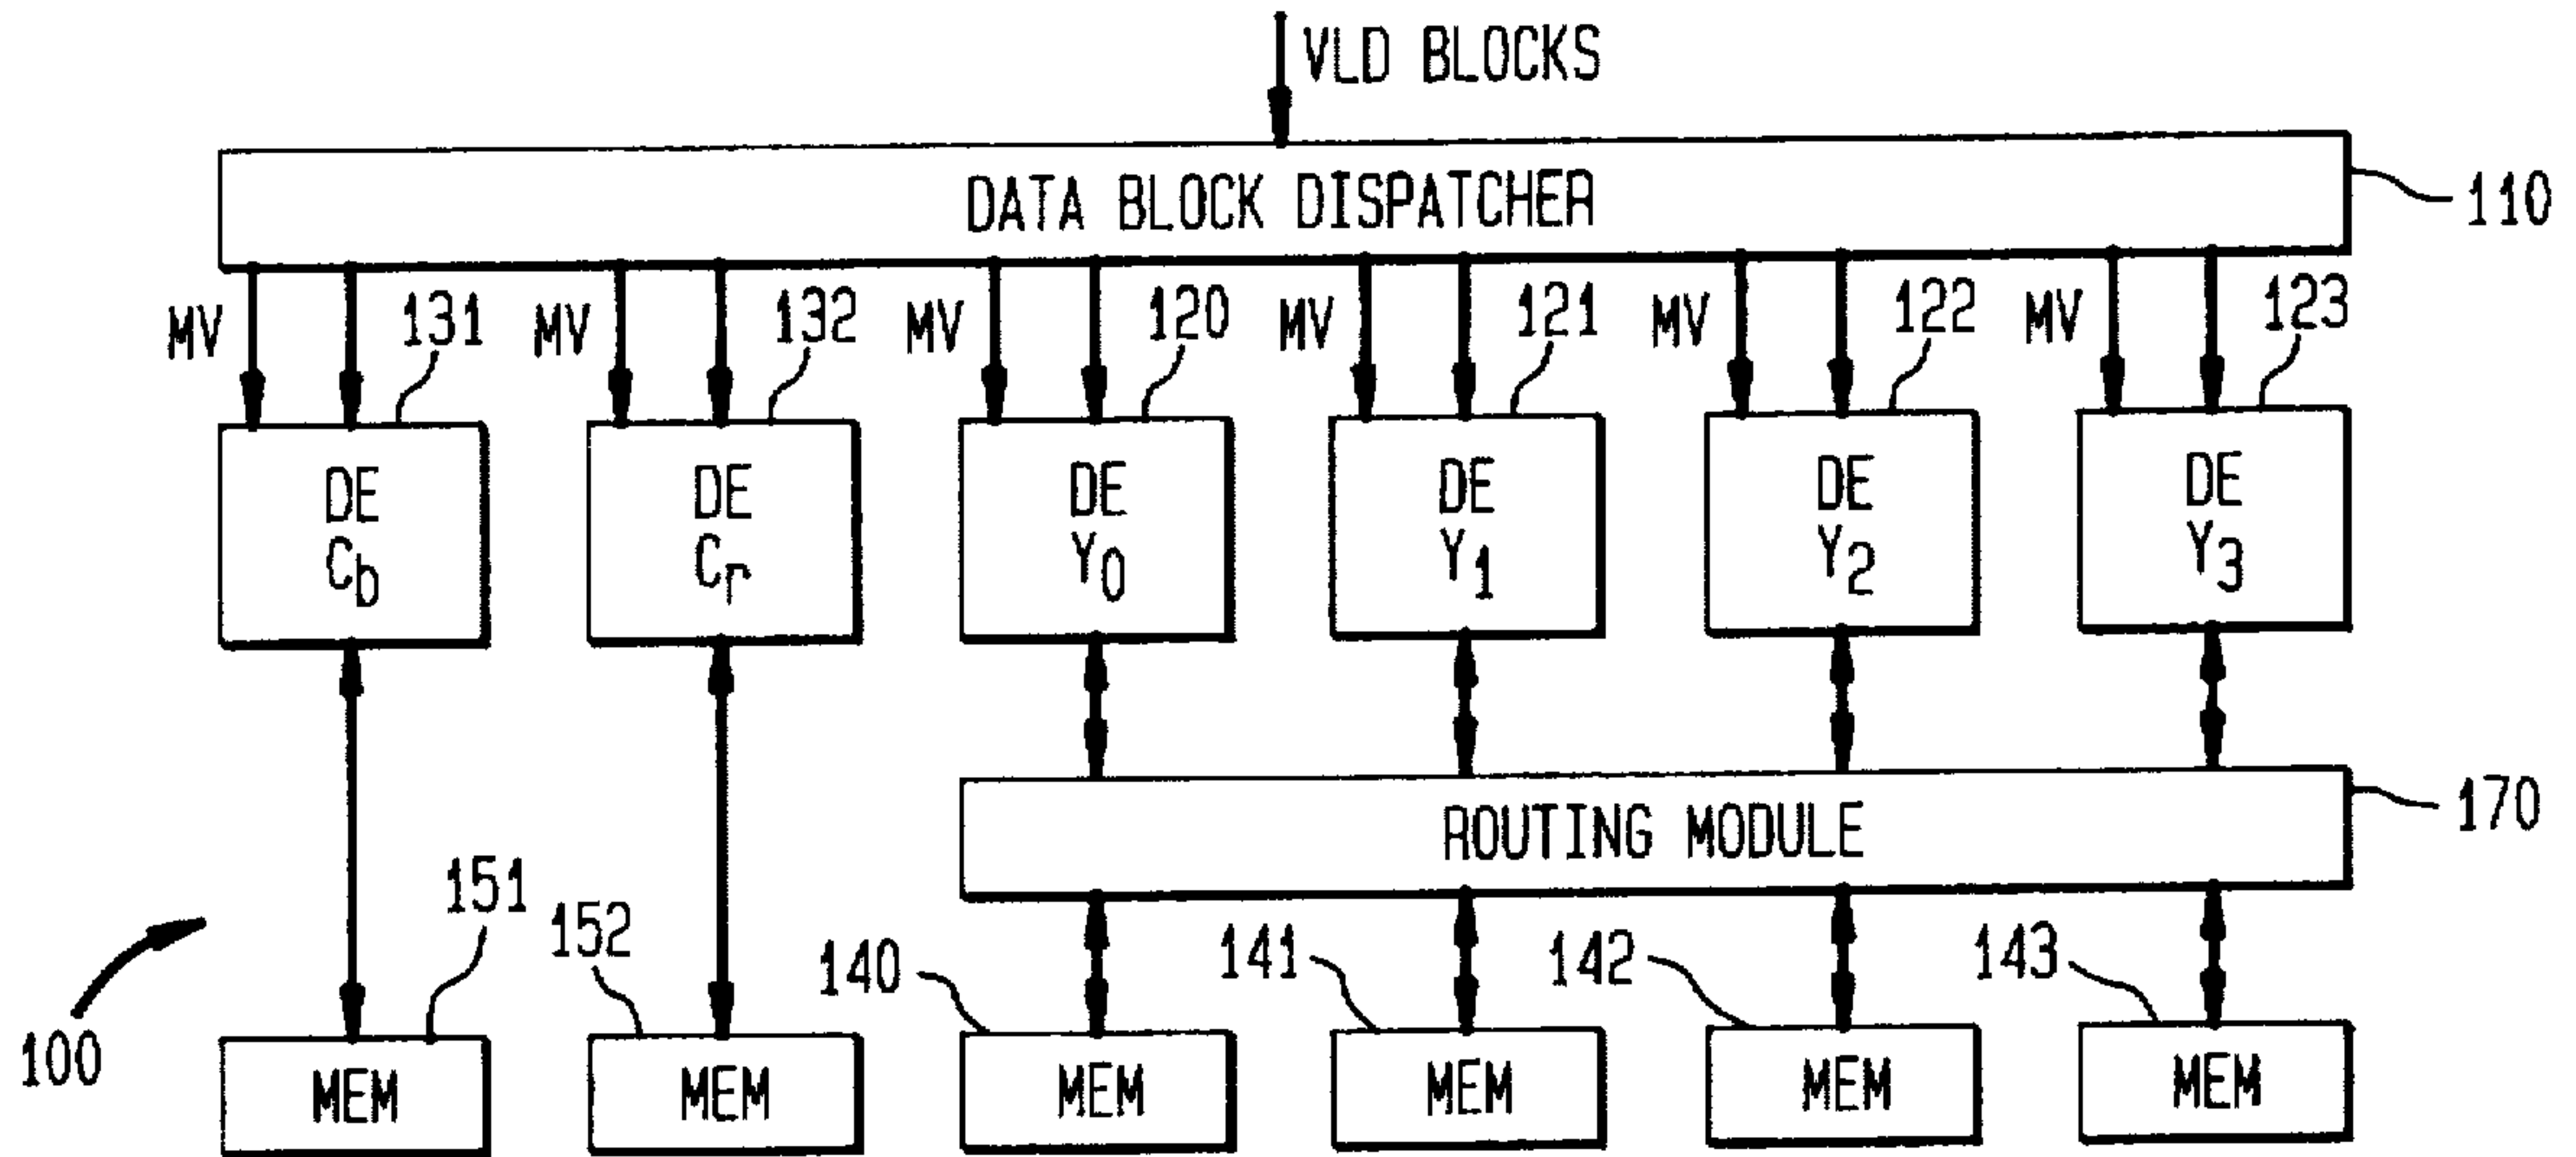 VLD BLOCKS
DATA BLOCK DISPATCHER
110
MV
131
MV
132
MV
120
MV
121
MV
122
MV
123
DE
Cb
DE
Cr
DE
Y0
DE
Y1
DE
Y2
DE
Y3
ROUTING MODULE
170
100
151
152
140
141
142
143
MEM
MEM
MEM
MEM
MEM
MEM